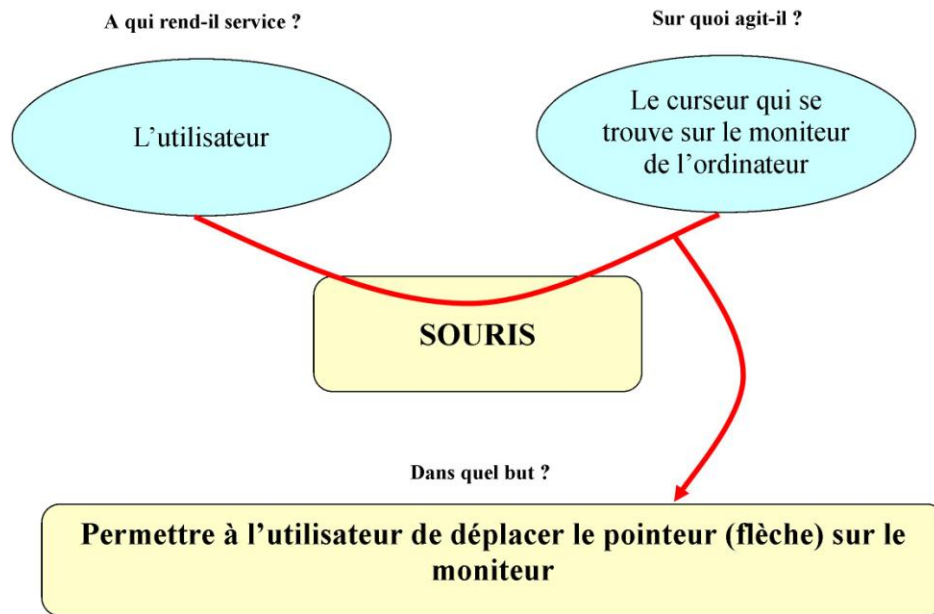 A qui rend-il service ?
Sur quoi agit-il ?
L’utilisateur
Le curseur qui se
trouve sur le moniteur
de l’ordinateur
SOURIS
Dans quel but ?
Permettre à l’utilisateur de déplacer le pointeur (flèche) sur le
moniteur